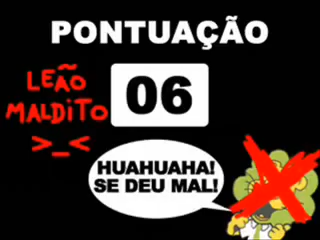 PONTUAÇÃO
LEÃO
MALDITO
>_<
06
HUAHUAHA!
SE DEU MAL!